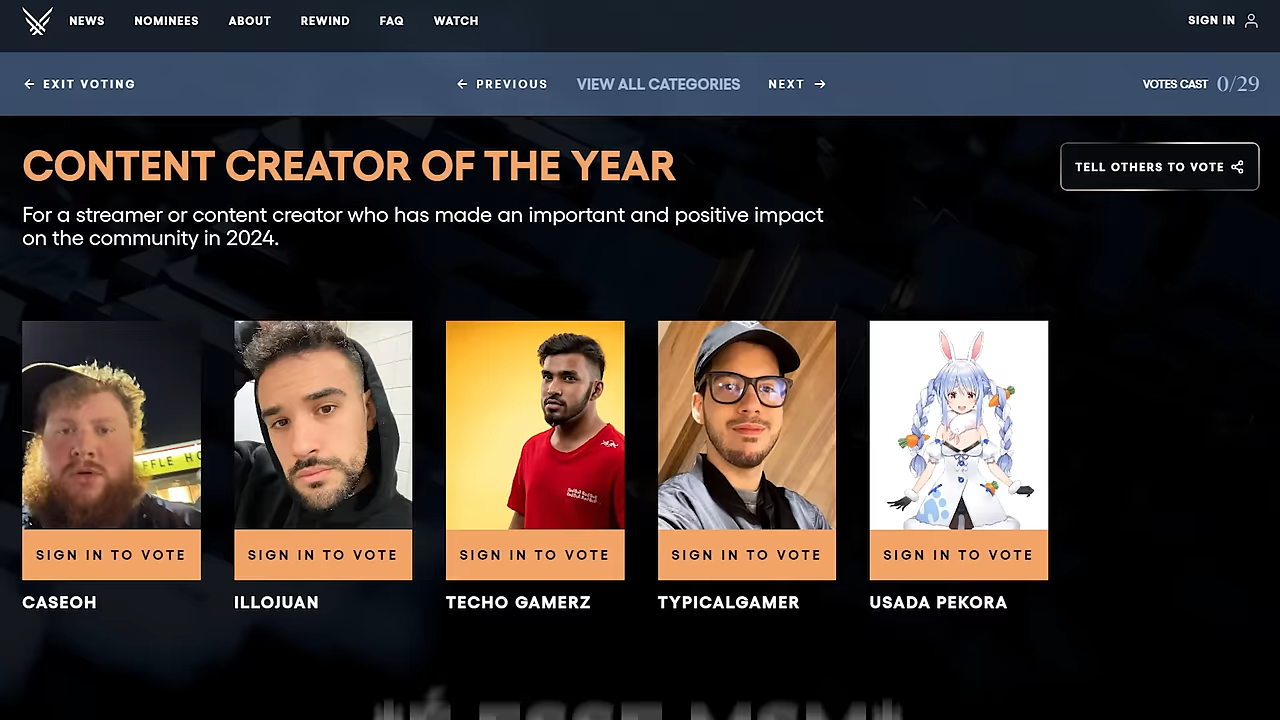 NEWS NOMINEES ABOUT REWIND FAQ WATCH SIGN IN
← EXIT VOTING ← PREVIOUS VIEW ALL CATEGORIES NEXT → VOTES CAST 0/29
CONTENT CREATOR OF THE YEAR
TELL OTHERS TO VOTE
For a streamer or content creator who has made an important and positive impact
on the community in 2024.
SIGN IN TO VOTE SIGN IN TO VOTE SIGN IN TO VOTE SIGN IN TO VOTE SIGN IN TO VOTE
CASEOH ILLOJUAN TECHO GAMERZ TYPICALGAMER USADA PEKORA